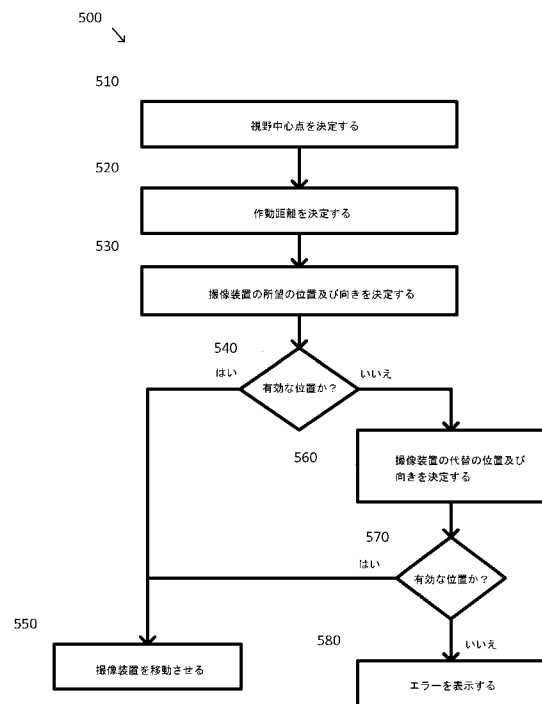 500
510
視野中心点を決定する
520
作動距離を決定する
530
撮像装置の所望の位置及び向きを決定する
540
はい
有効な位置か？
いいえ
560
撮像装置の代替の位置及び
向きを決定する
570
はい
有効な位置か？
いいえ
550
撮像装置を移動させる
580
エラーを表示する